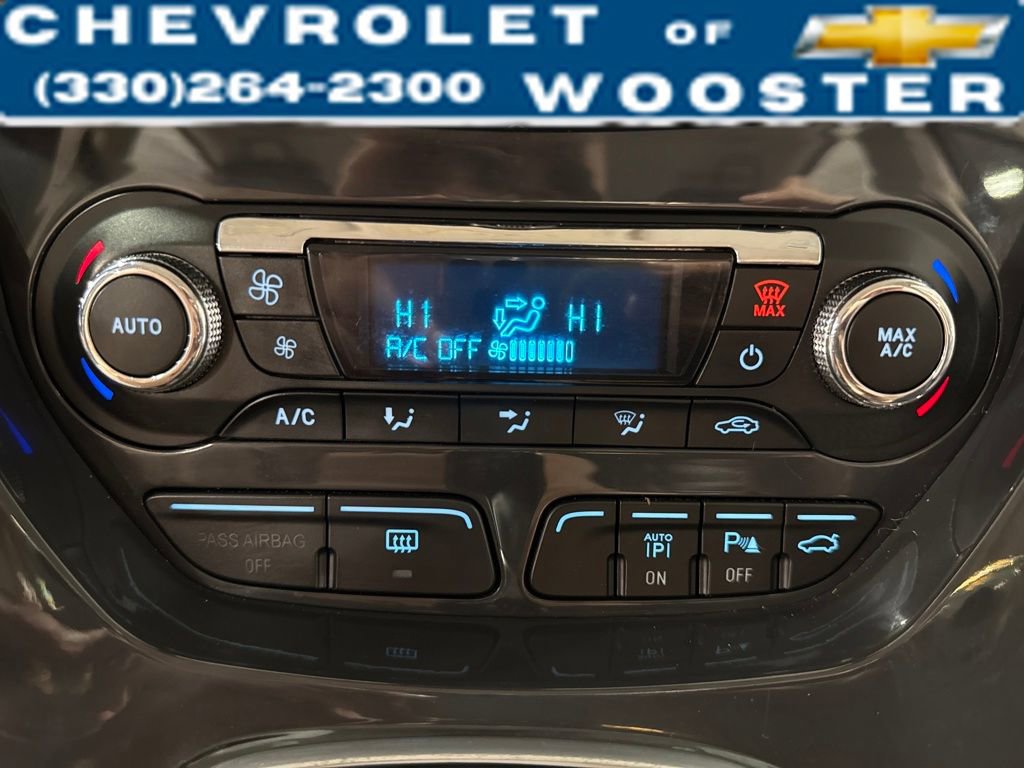 CHEVROLET OF
(330)264-2300 WOOSTER
AUTO
HI HI
A/C OFF
MAX
MAX
A/C
A/C
PASS AIRBAG
OFF
AUTO
P
ON
P
OFF